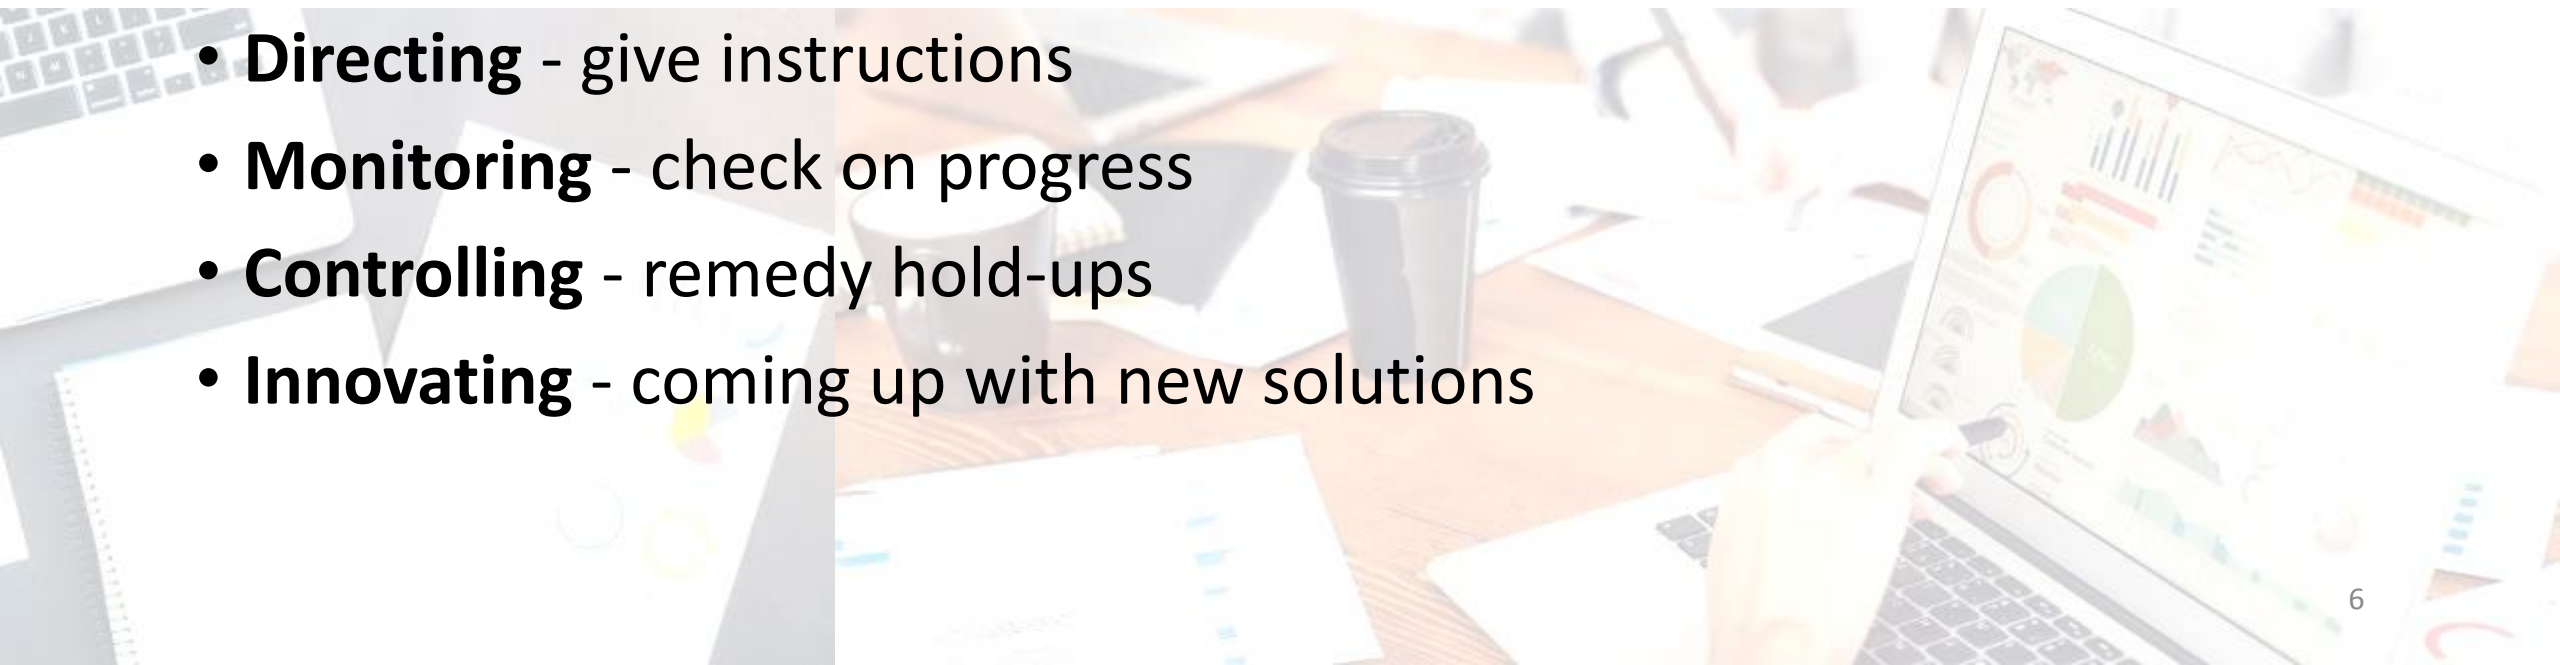 • Directing - give instructions
• Monitoring - check on progress
• Controlling - remedy hold-ups
• Innovating - coming up with new solutions
6